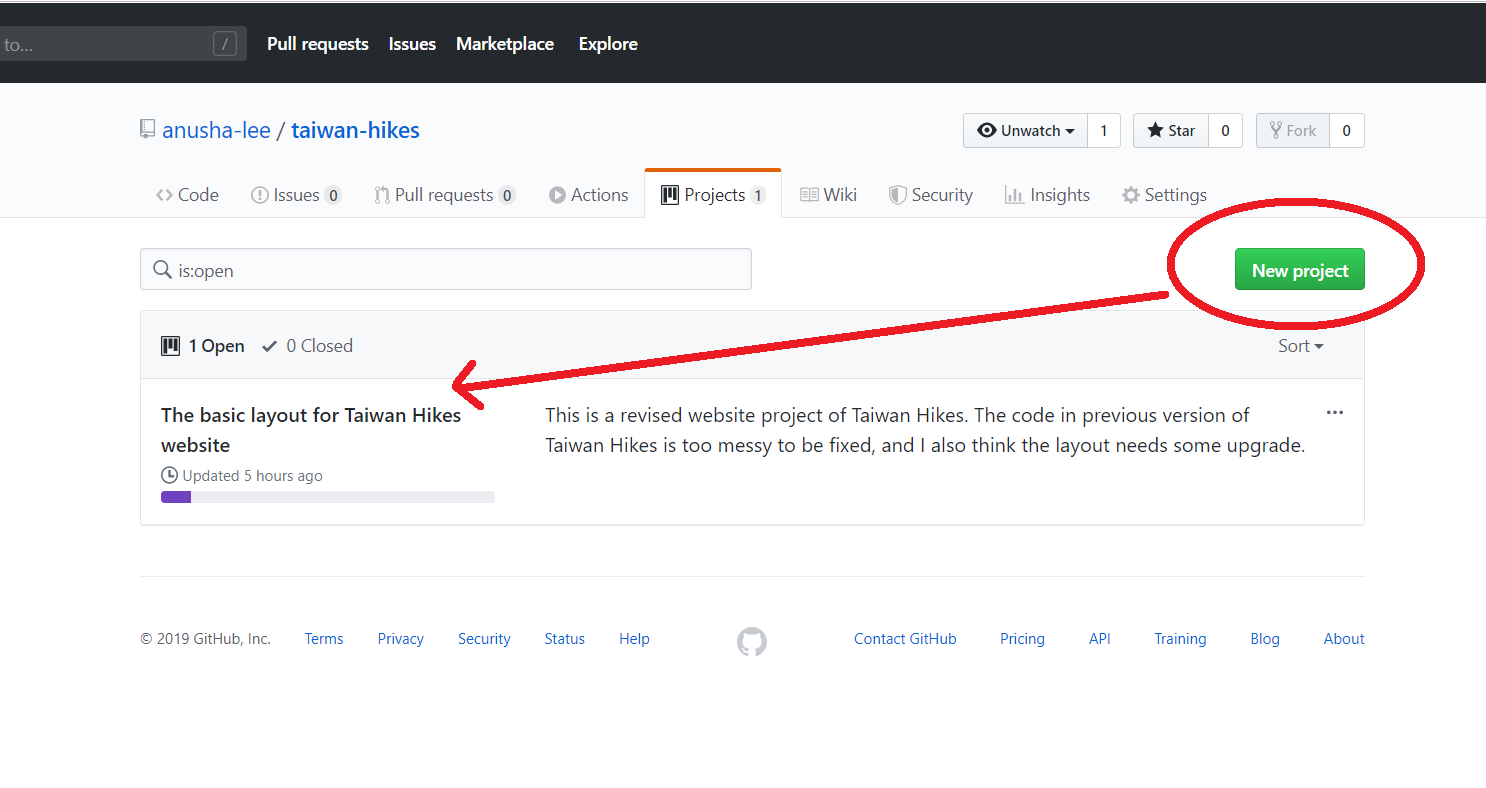 to... /
Pull requests Issues Marketplace Explore
anusha-lee / taiwan-hikes
Unwatch 1 Star 0 Fork 0
Code Issues 0 Pull requests 0 Actions Projects 1 Wiki Security Insights Settings
is:open
New project
1 Open 0 Closed
Sort
The basic layout for Taiwan Hikes
website
Updated 5 hours ago
This is a revised website project of Taiwan Hikes. The code in previous version of
Taiwan Hikes is too messy to be fixed, and I also think the layout needs some upgrade.
© 2019 GitHub, Inc. Terms Privacy Security Status Help Contact GitHub Pricing API Training Blog About